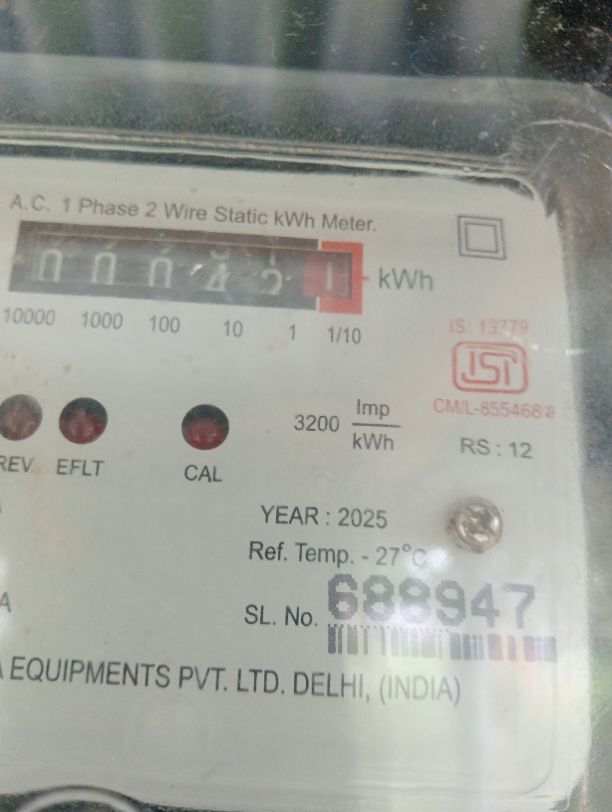 A.C. 1 Phase 2 Wire Static kWh Meter.
kWh
10000 1000 100 10 1 1/10
IS: 13779
ISI
CM/L-8554688
3200 Imp/kWh
RS : 12
REV EFLT CAL
YEAR : 2025
Ref. Temp. - 27°C
SL. No. 688947
A EQUIPMENTS PVT. LTD. DELHI, (INDIA)